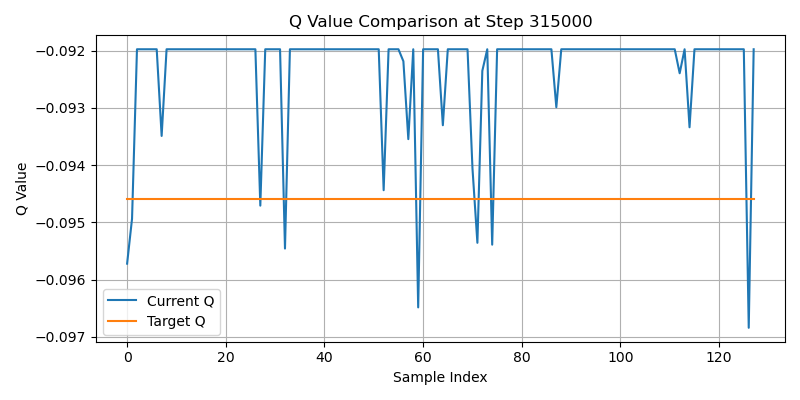 Q Value Comparison at Step 315000
Q Value
−0.092
−0.093
−0.094
−0.095
−0.096
−0.097
Current Q
Target Q
0 20 40 60 80 100 120
Sample Index